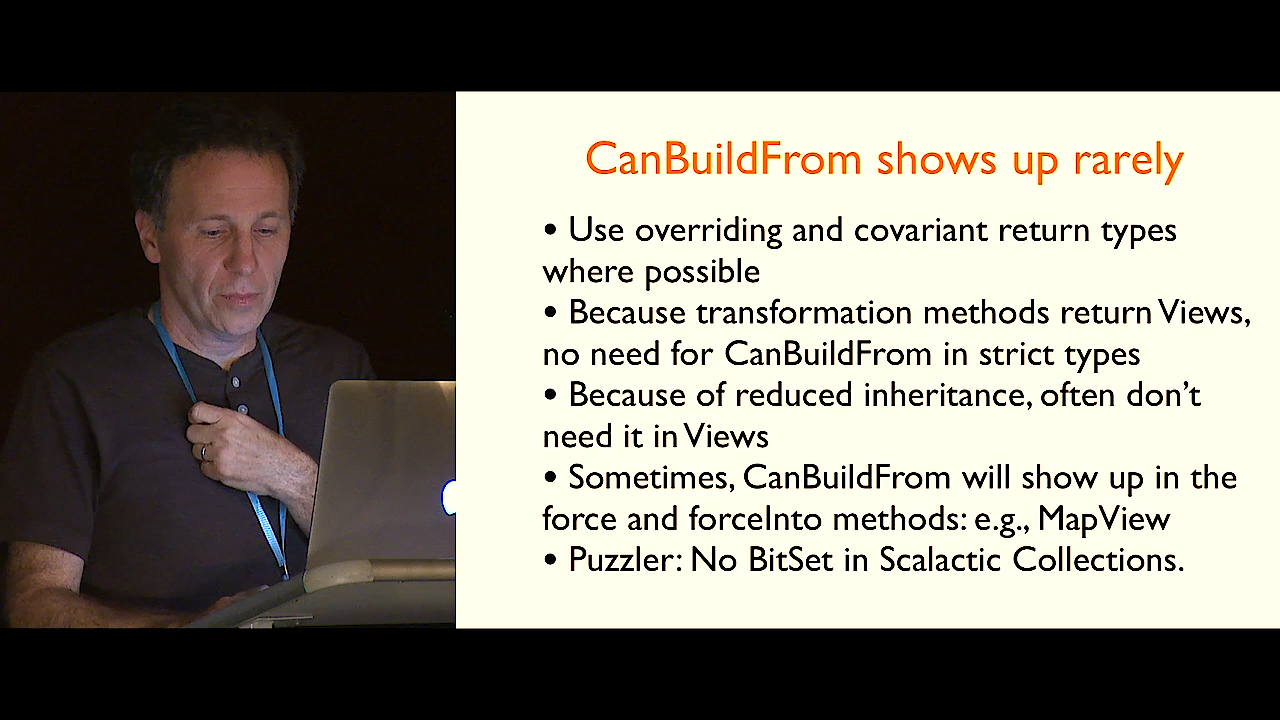 CanBuildFrom shows up rarely
• Use overriding and covariant return types
where possible
• Because transformation methods return Views,
no need for CanBuildFrom in strict types
• Because of reduced inheritance, often don’t
need it in Views
• Sometimes, CanBuildFrom will show up in the
force and forceInto methods: e.g., MapView
• Puzzler: No BitSet in Scalactic Collections.